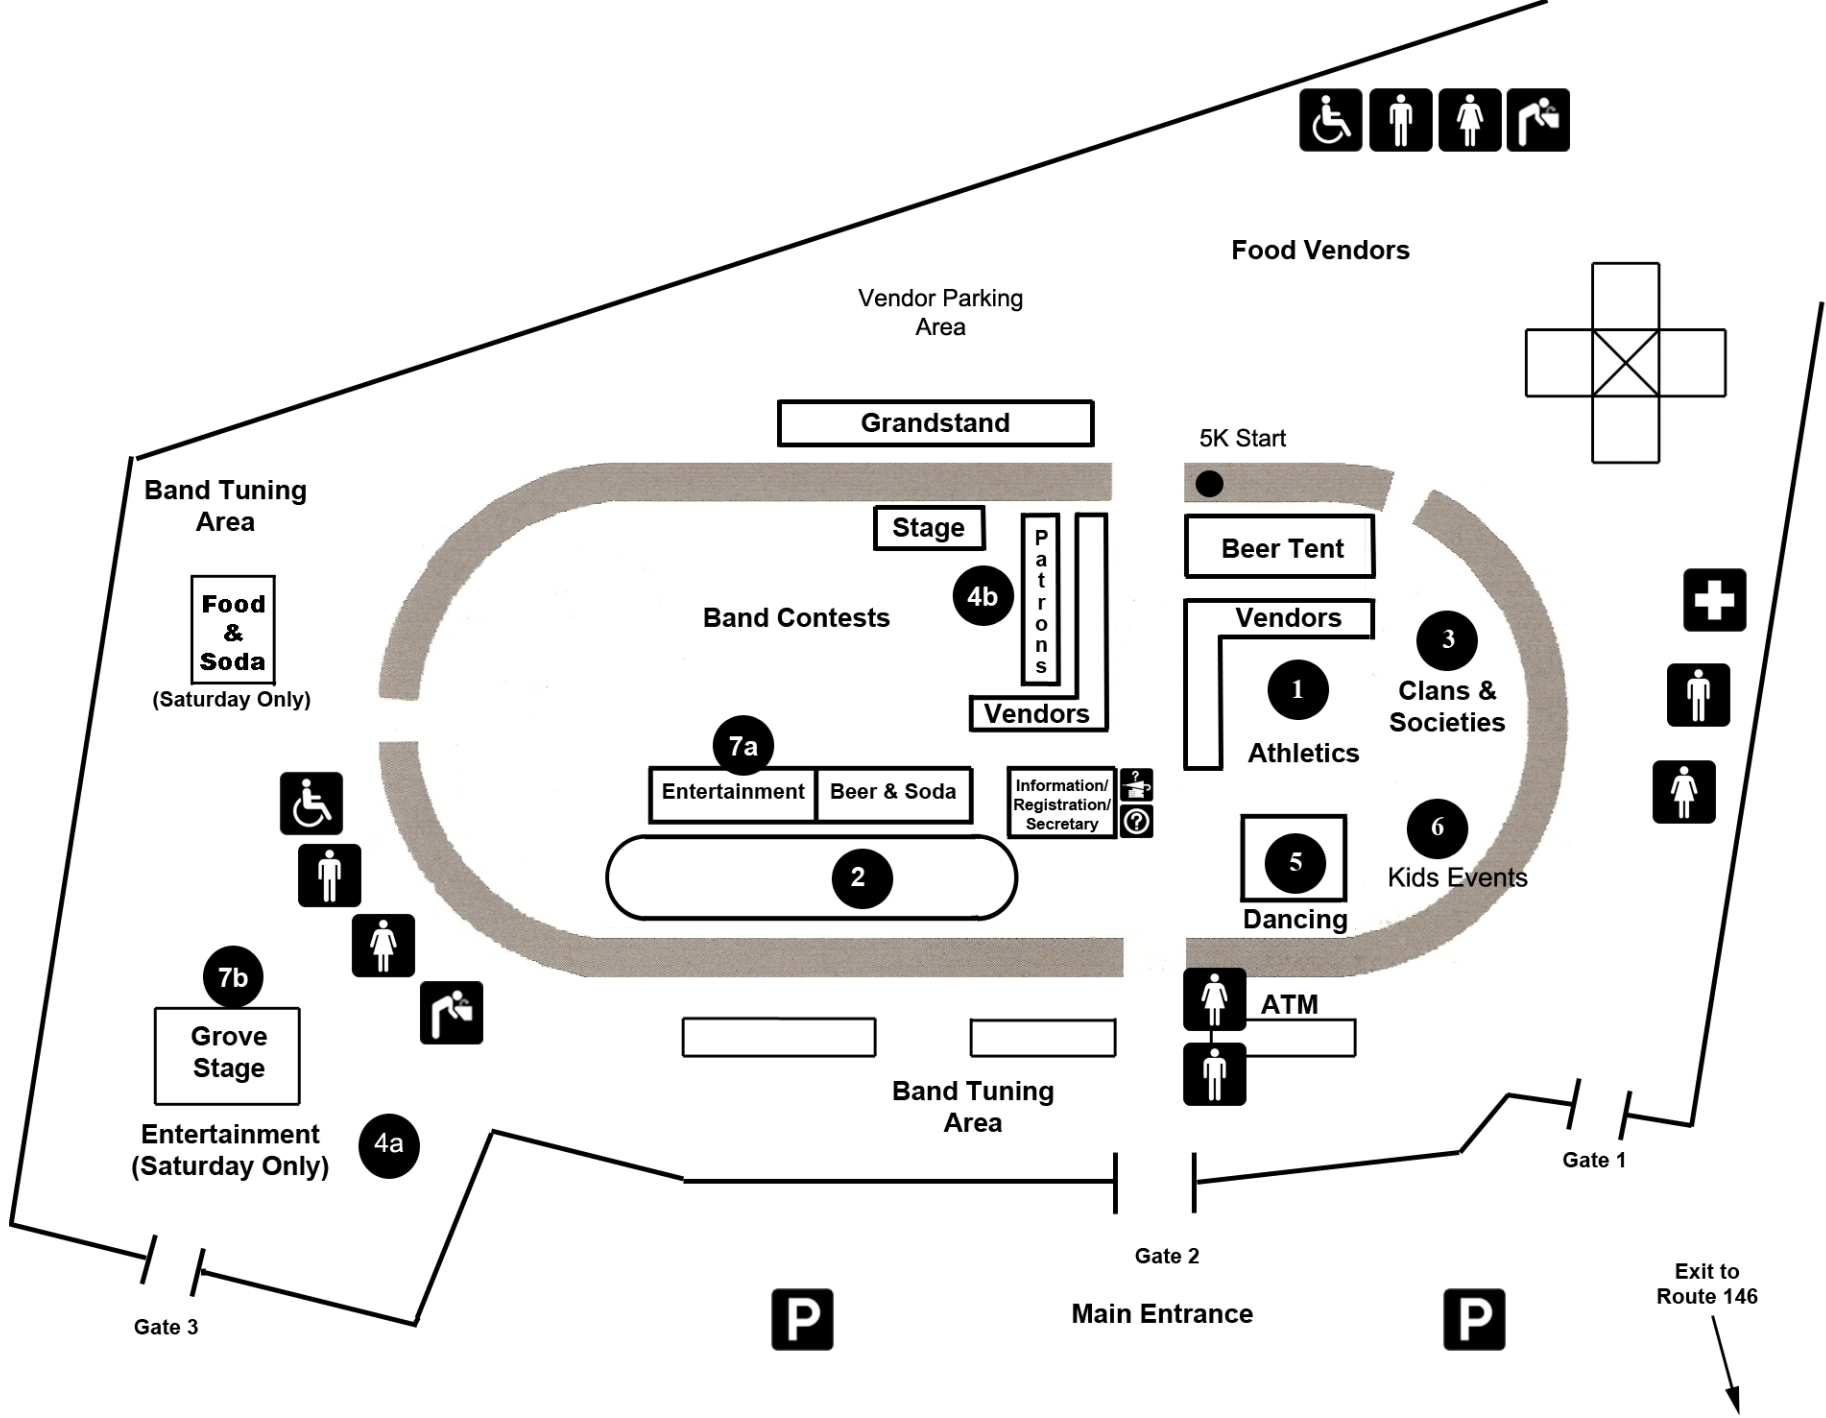 Food Vendors
Vendor Parking
Area
Grandstand
5K Start
Band Tuning
Area
Stage
Patrons
Beer Tent
Food
&
Soda
(Saturday Only)
4b
Band Contests
Vendors
3
Clans &
Societies
1
Athletics
Vendors
7a
Entertainment
Beer & Soda
Information/
Registration/
Secretary
?
?
2
5
Dancing
6
Kids Events
7b
Grove
Stage
Entertainment
(Saturday Only)
4a
ATM
Band Tuning
Area
Gate 1
Gate 2
Gate 3
Main Entrance
P
P
Exit to
Route 146